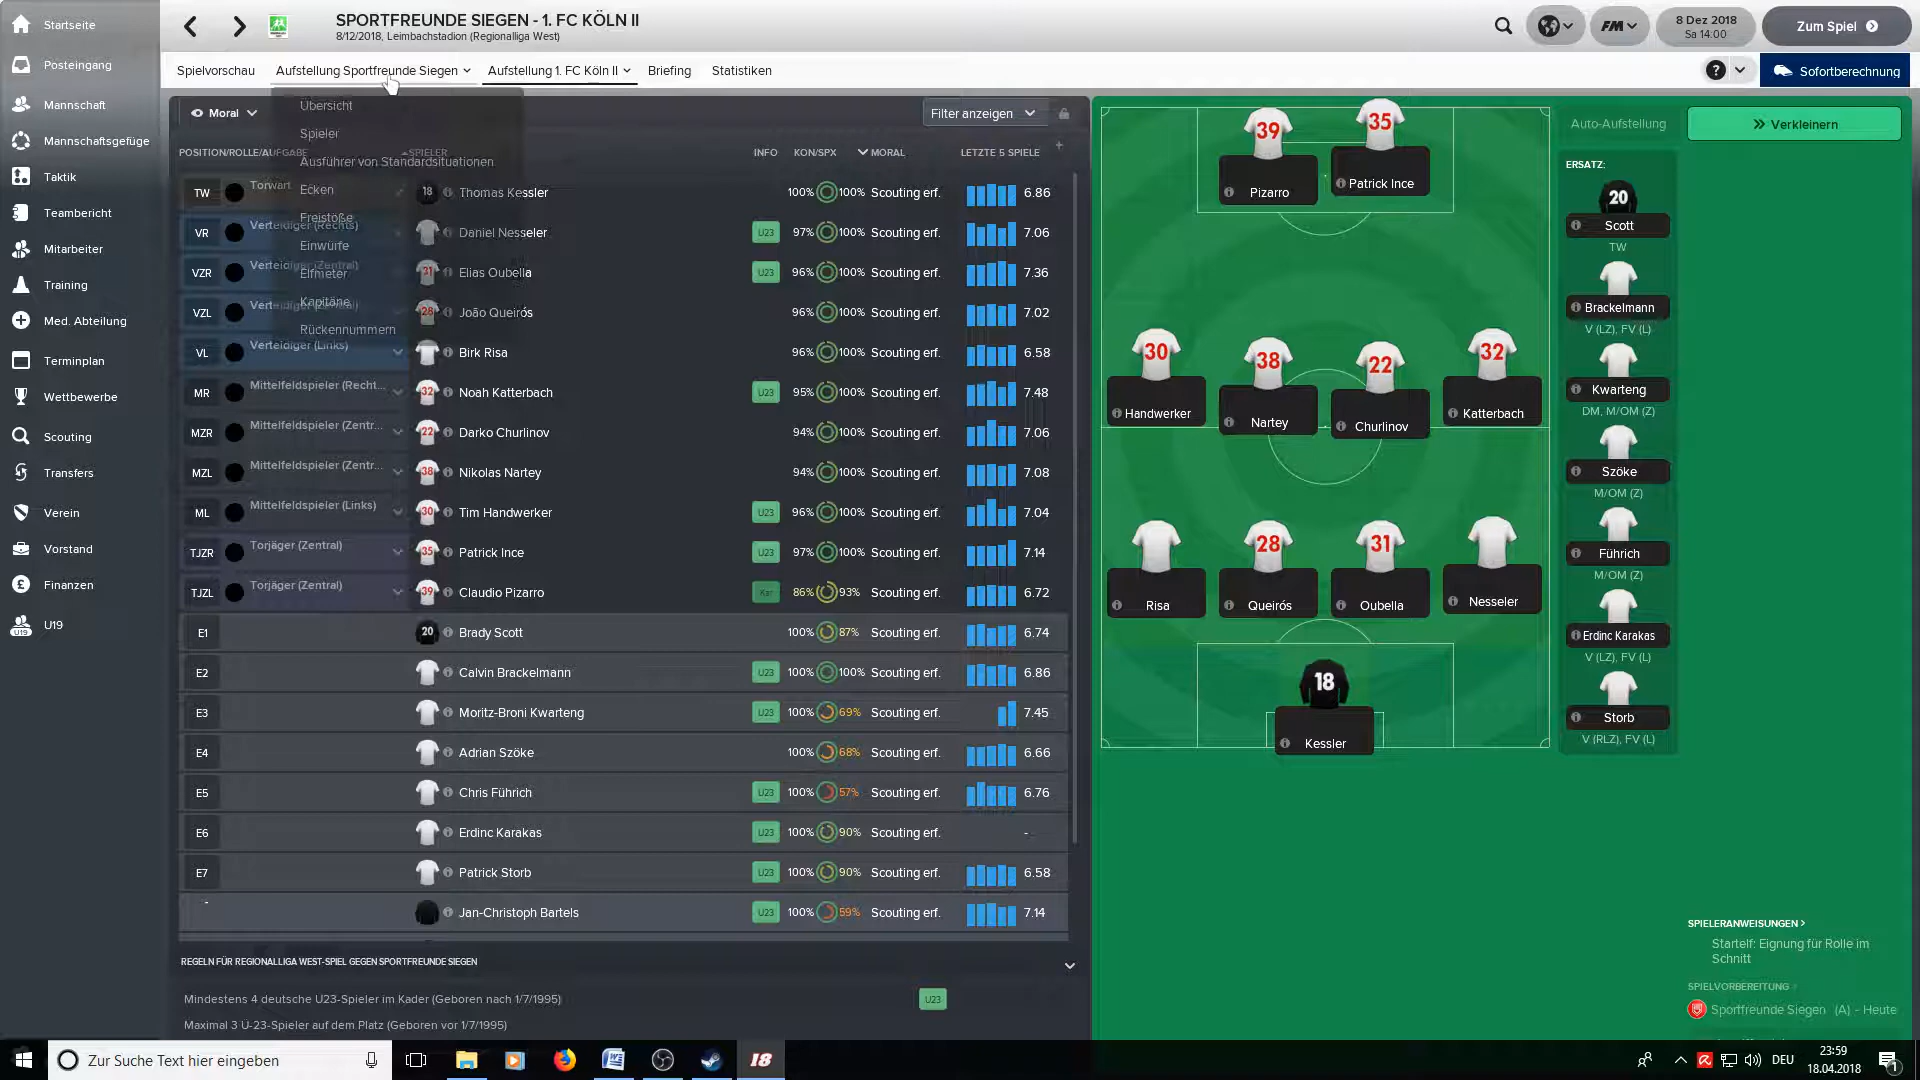 Startseite
Posteingang
Mannschaft
Mannschaftsgefüge
Taktik
Teambericht
Mitarbeiter
Training
Med. Abteilung
Terminplan
Wettbewerbe
Scouting
Transfers
Verein
Vorstand
Finanzen
U19
SPORTFREUNDE SIEGEN - 1. FC KÖLN II
8/12/2018, Leimbachstadion (Regionalliga West)
FM
8 Dez 2018
Sa 14:00
Zum Spiel
Spielvorschau Aufstellung Sportfreunde Siegen Aufstellung 1. FC Köln II Briefing Statistiken
? Sofortberechnung
Übersicht
Spieler
Ausführer von Standardsituationen
Ecken
Freistöße
Einwürfe
Elfmeter
Kapitäne
Rückennummern
Moral
Filter anzeigen
POSITION/ROLLE/AUFGABE SPIELER INFO KON/SPX MORAL LETZTE 5 SPIELE
TW Torwart 18 Thomas Kessler 100% 100% Scouting erf. 6.86
VR Verteidiger (Rechts) Daniel Nesseler U23 97% 100% Scouting erf. 7.06
VZR Verteidiger (Zentral) 31 Elias Oubella U23 96% 100% Scouting erf. 7.36
VZL Verteidiger (Zentral) 28 João Queirós 96% 100% Scouting erf. 7.02
VL Verteidiger (Links) Birk Risa 96% 100% Scouting erf. 6.58
MR Mittelfeldspieler (Recht... 32 Noah Katterbach U23 95% 100% Scouting erf. 7.48
MZR Mittelfeldspieler (Zentr... 22 Darko Churlinov 94% 100% Scouting erf. 7.06
MZL Mittelfeldspieler (Zentr... 38 Nikolas Nartey 94% 100% Scouting erf. 7.08
ML Mittelfeldspieler (Links) 30 Tim Handwerker U23 96% 100% Scouting erf. 7.04
TJZR Torjäger (Zentral) 35 Patrick Ince U23 97% 100% Scouting erf. 7.14
TJZL Torjäger (Zentral) 39 Claudio Pizarro 86% 93% Scouting erf. 6.72
E1 20 Brady Scott 100% 87% Scouting erf. 6.74
E2 Calvin Brackelmann U23 100% 100% Scouting erf. 6.86
E3 Moritz-Broni Kwarteng U23 100% 69% Scouting erf. 7.45
E4 Adrian Szöke 100% 68% Scouting erf. 6.66
E5 Chris Führich U23 100% 57% Scouting erf. 6.76
E6 Erdinc Karakas U23 100% 90% Scouting erf. -
E7 Patrick Storb U23 100% 90% Scouting erf. 6.58
- Jan-Christoph Bartels U23 100% 59% Scouting erf. 7.14
REGELN FÜR REGIONALLIGA WEST-SPIEL GEGEN SPORTFREUNDE SIEGEN
Mindestens 4 deutsche U23-Spieler im Kader (Geboren nach 1/7/1995) U23
Maximal 3 Ü-23-Spieler auf dem Platz (Geboren vor 1/7/1995)
39 35
Pizarro Patrick Ince
30 38 22 32
Handwerker Nartey Churlinov Katterbach
28 31
Risa Queirós Oubella Nesseler
18
Kessler
Auto-Aufstellung
Verkleinern
ERSATZ:
20
Scott
TW
Brackelmann
V (LZ), FV (L)
Kwarteng
DM, M/OM (Z)
Szöke
M/OM (Z)
Führich
M/OM (Z)
Erdinc Karakas
V (LZ), FV (L)
Storb
V (RLZ), FV (L)
SPIELERANWEISUNGEN >
Startelf: Eignung für Rolle im
Schnitt
SPIELVORBEREITUNG
Sportfreunde Siegen (A) - Heute
Zur Suche Text hier eingeben
18
DEU
23:59
18.04.2018
1